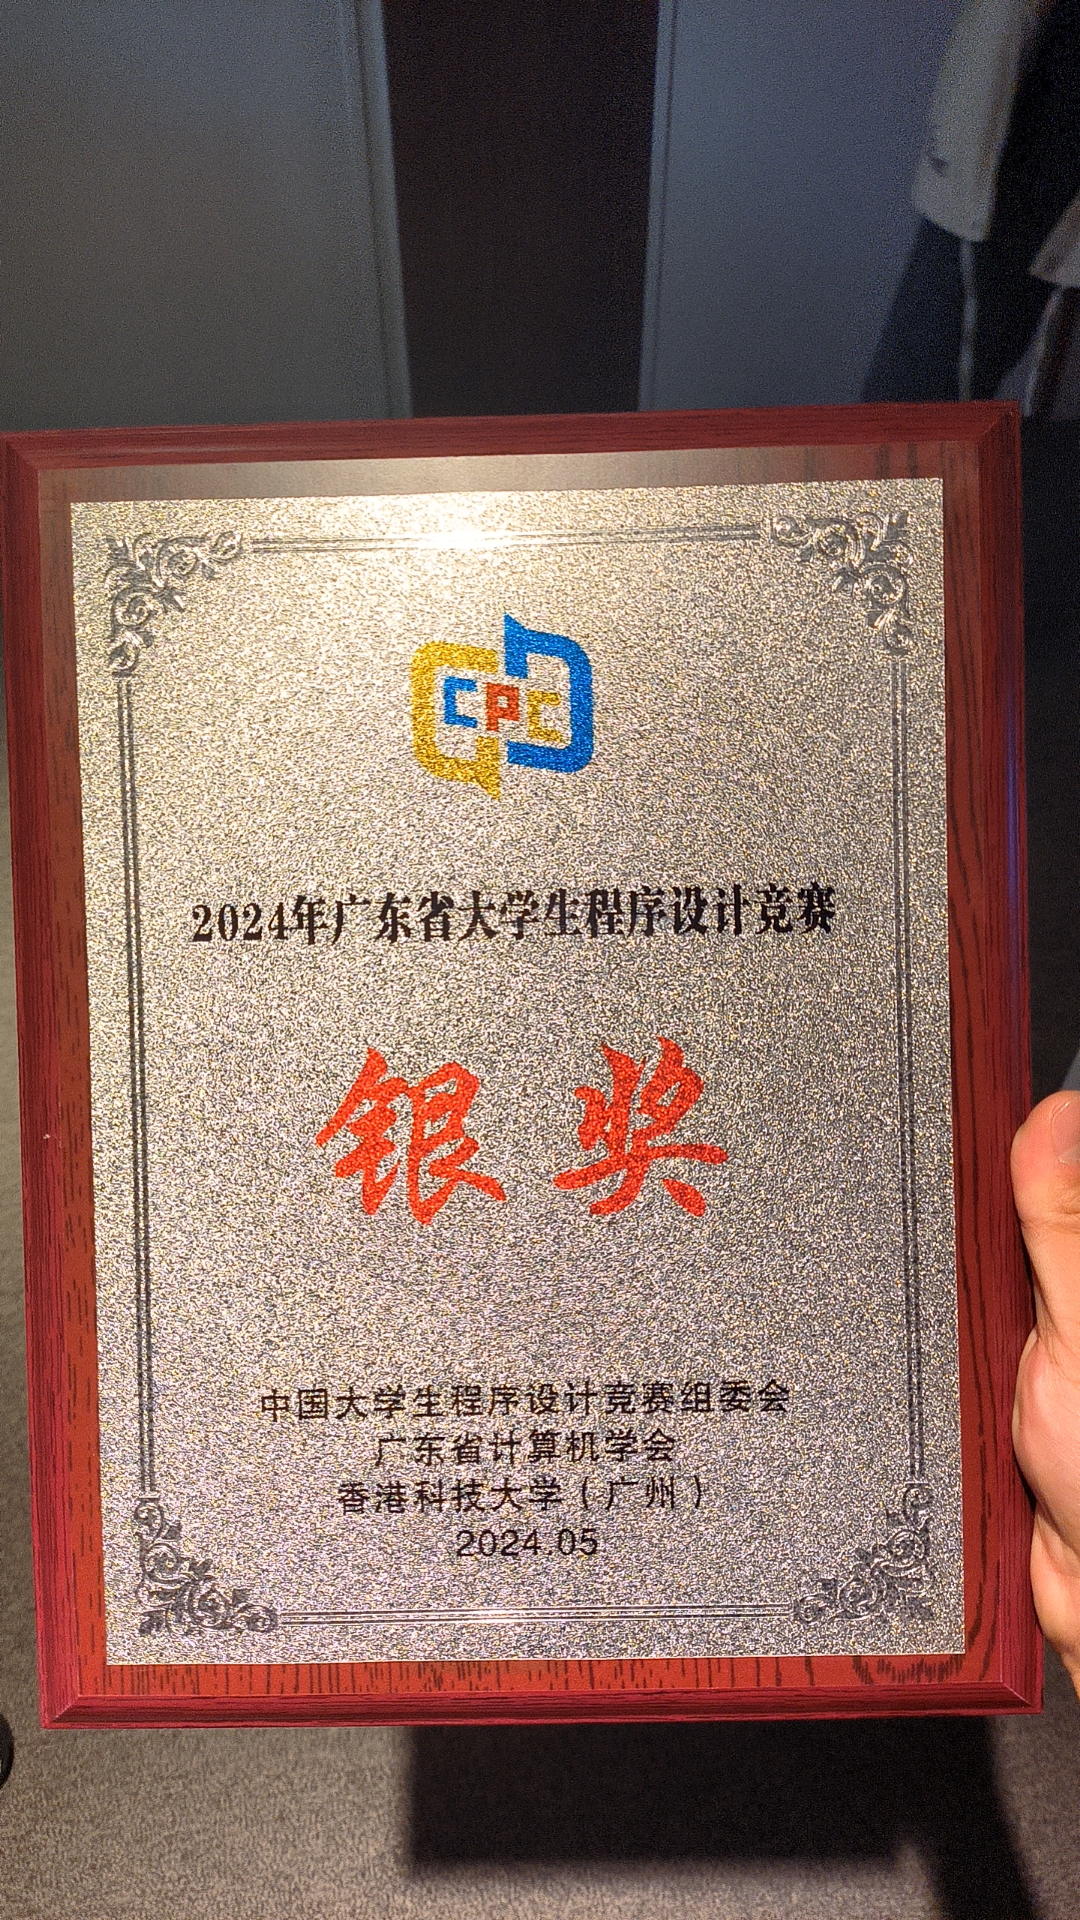 CCPC
2024年广东省大学生程序设计竞赛
银奖
中国大学生程序设计竞赛组委会
广东省计算机学会
香港科技大学(广州)
2024.05